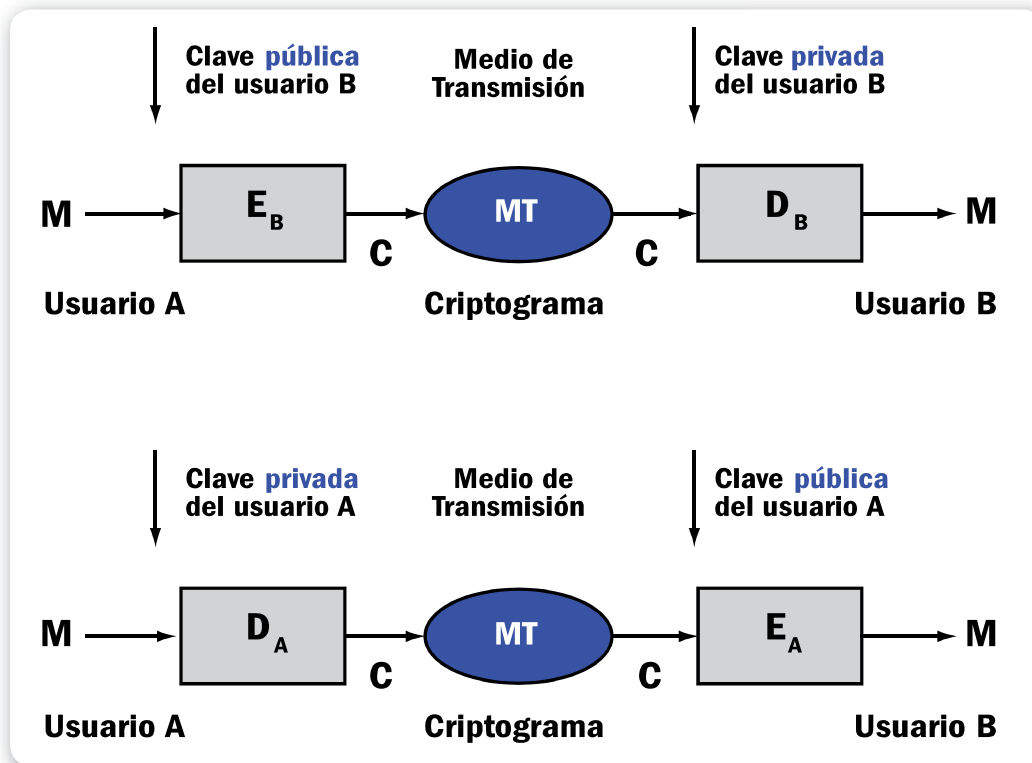 Clave pública
del usuario B
Medio de
Transmisión
Clave privada
del usuario B
M
E B
C
MT
C
D B
M
Usuario A
Criptograma
Usuario B
Clave privada
del usuario A
Medio de
Transmisión
Clave pública
del usuario A
M
D A
C
MT
C
E A
M
Usuario A
Criptograma
Usuario B